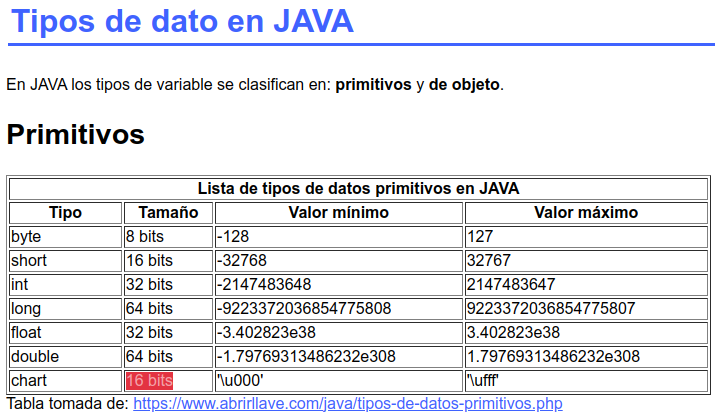 Tipos de dato en JAVA
En JAVA los tipos de variable se clasifican en: primitivos y de objeto.
Primitivos
Lista de tipos de datos primitivos en JAVA
Tipo Tamaño Valor mínimo Valor máximo
byte 8 bits -128 127
short 16 bits -32768 32767
int 32 bits -2147483648 2147483647
long 64 bits -9223372036854775808 9223372036854775807
float 32 bits -3.402823e38 3.402823e38
double 64 bits -1.79769313486232e308 1.79769313486232e308
chart 16 bits '\u000' '\ufff'
Tabla tomada de: https://www.abrirllave.com/java/tipos-de-datos-primitivos.php